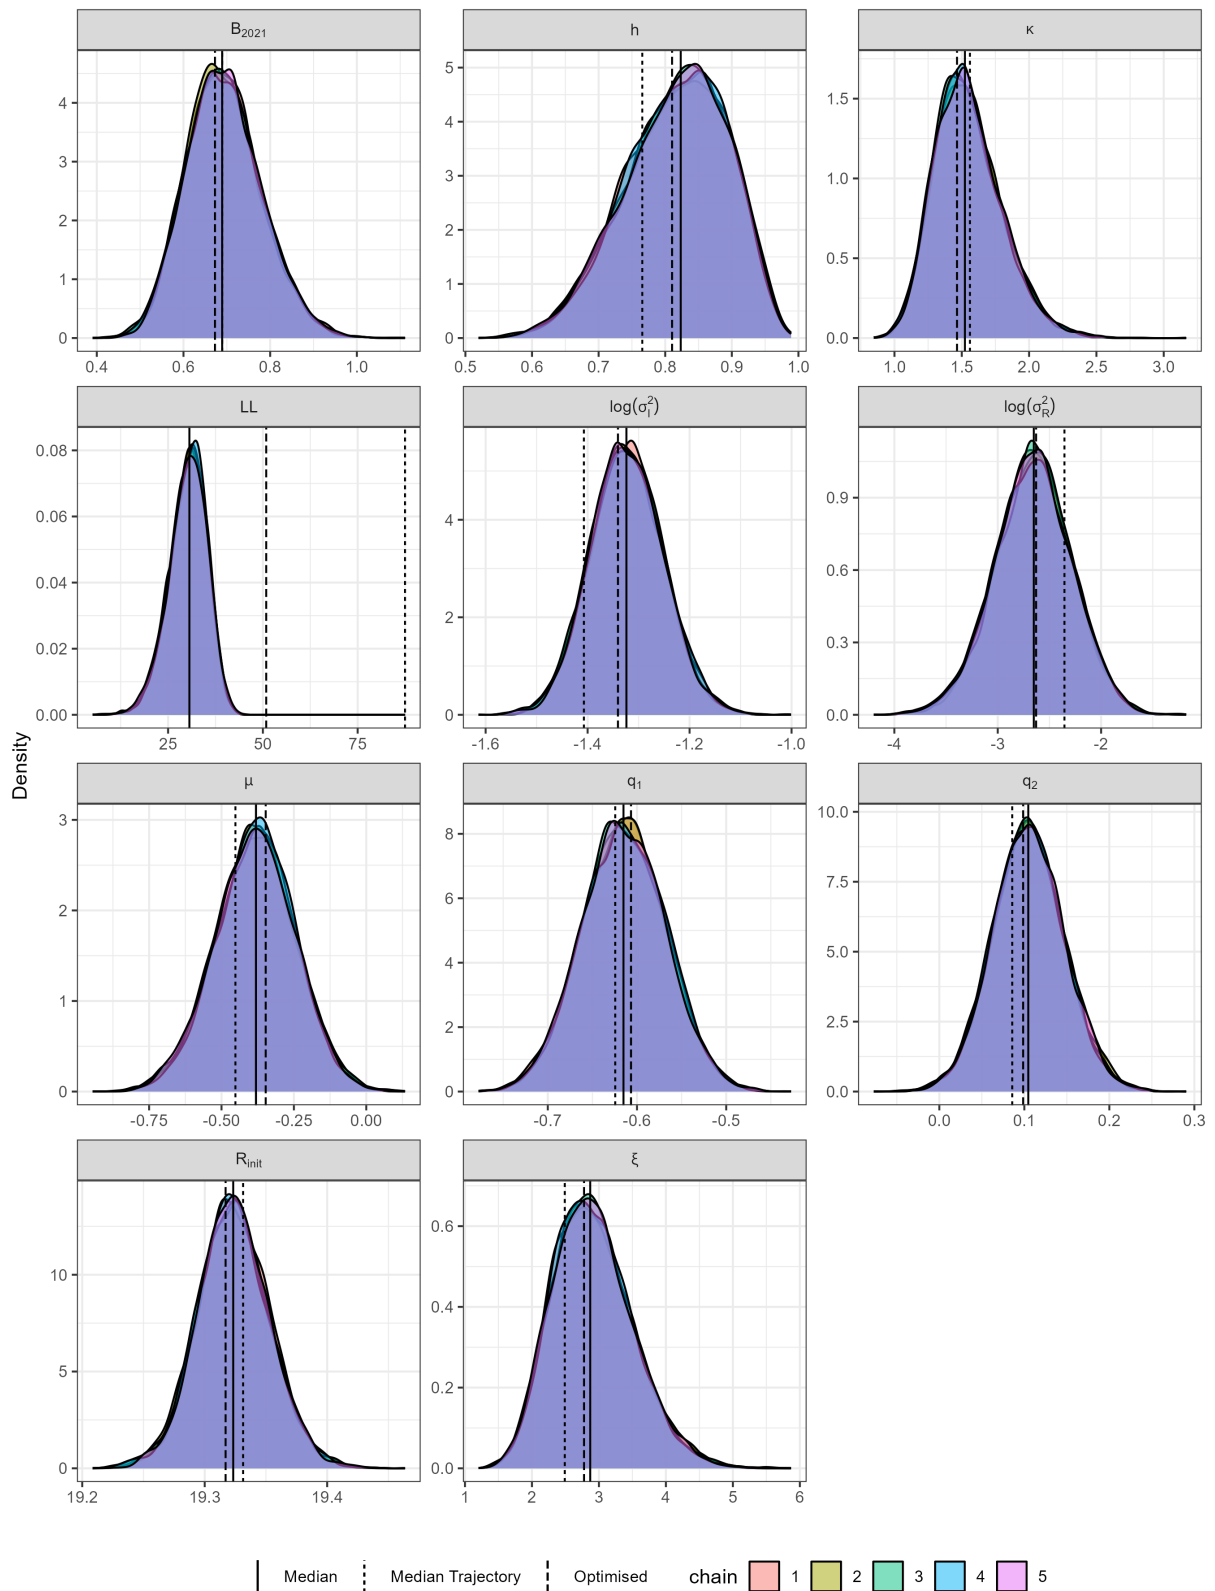 B2021 h κ
4 3 2 1 0
0.4 0.6 0.8 1.0
5 4 3 2 1 0
0.5 0.6 0.7 0.8 0.9 1.0
1.5 1.0 0.5 0.0
1.0 1.5 2.0 2.5 3.0
LL log(σI2) log(σR2)
0.08 0.06 0.04 0.02 0.00
25 50 75
4 2 0
-1.6 -1.4 -1.2 -1.0
0.9 0.6 0.3 0.0
-4 -3 -2
Density
μ q1 q2
3 2 1 0
-0.75 -0.50 -0.25 0.00
8 6 4 2 0
-0.7 -0.6 -0.5
10.0 7.5 5.0 2.5 0.0
0.0 0.1 0.2 0.3
Rinit ξ
10 5 0
19.2 19.3 19.4
0.6 0.4 0.2 0.0
1 2 3 4 5 6
Median Median Trajectory Optimised chain 1 2 3 4 5